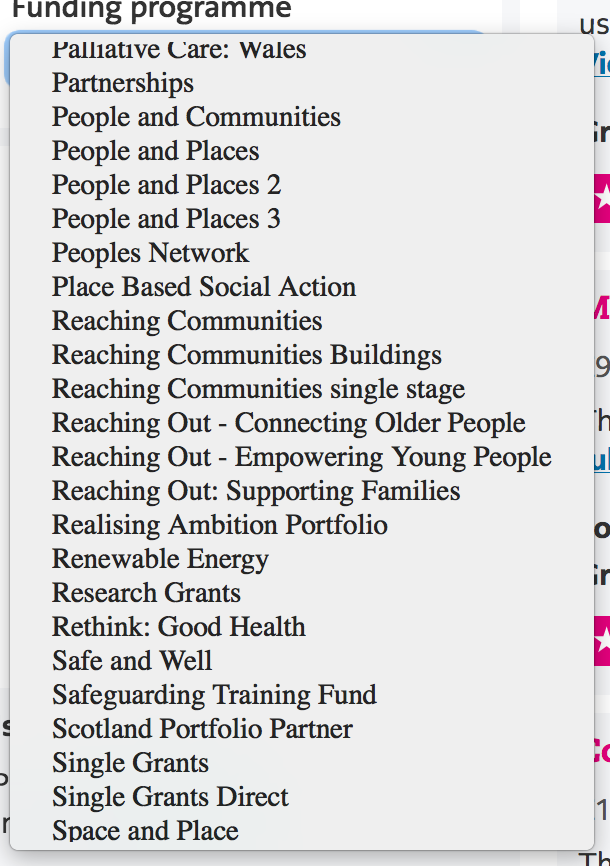 Funding programme
Palliative Care: Wales
Partnerships
People and Communities
People and Places
People and Places 2
People and Places 3
Peoples Network
Place Based Social Action
Reaching Communities
Reaching Communities Buildings
Reaching Communities single stage
Reaching Out - Connecting Older People
Reaching Out - Empowering Young People
Reaching Out: Supporting Families
Realising Ambition Portfolio
Renewable Energy
Research Grants
Rethink: Good Health
Safe and Well
Safeguarding Training Fund
Scotland Portfolio Partner
Single Grants
Single Grants Direct
Space and Place